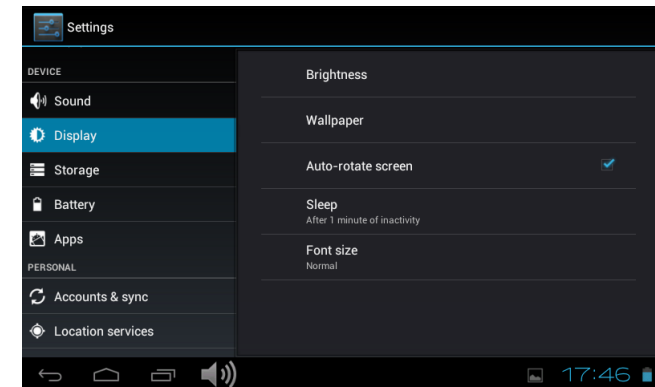 Settings
DEVICE
Sound
Display
Storage
Battery
Apps
PERSONAL
Accounts & sync
Location services
Brightness
Wallpaper
Auto-rotate screen
Sleep
After 1 minute of inactivity
Font size
Normal
17:46